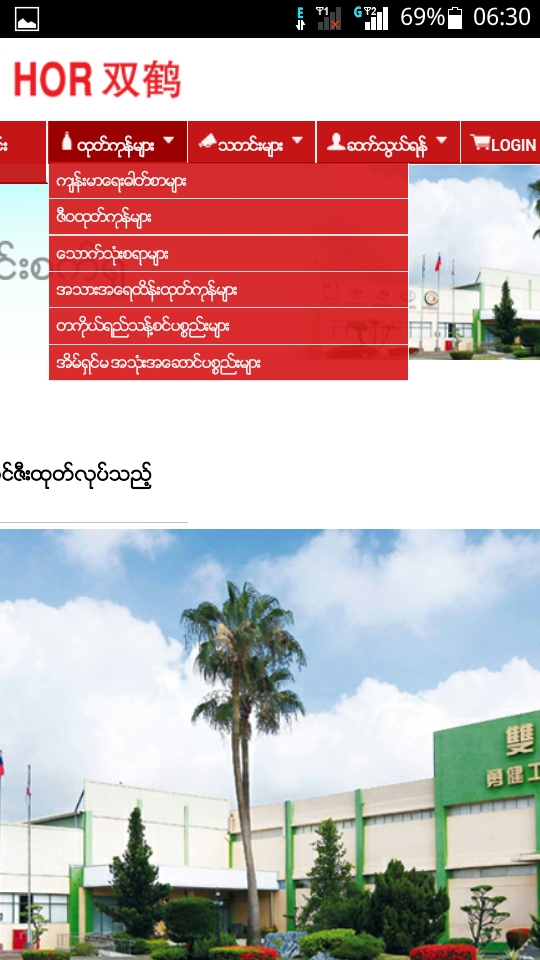 E
1
G
2
69%
06:30
HOR 双鹤
ထုတ်ကုန်များ
သတင်းများ
ဆက်သွယ်ရန်
LOGIN
ကျန်းမာရေးဓါတ်စာများ
ဇီဝထုတ်ကုန်များ
သောက်သုံးစရာများ
အသားအရေထိန်းထုတ်ကုန်များ
တကိုယ်ရည်သန့်စင်ပစ္စည်းများ
အိမ်ရှင်မ အသုံးအဆောင်ပစ္စည်းများ
င်ဇီးထုတ်လုပ်သည့်
雙
勇健工